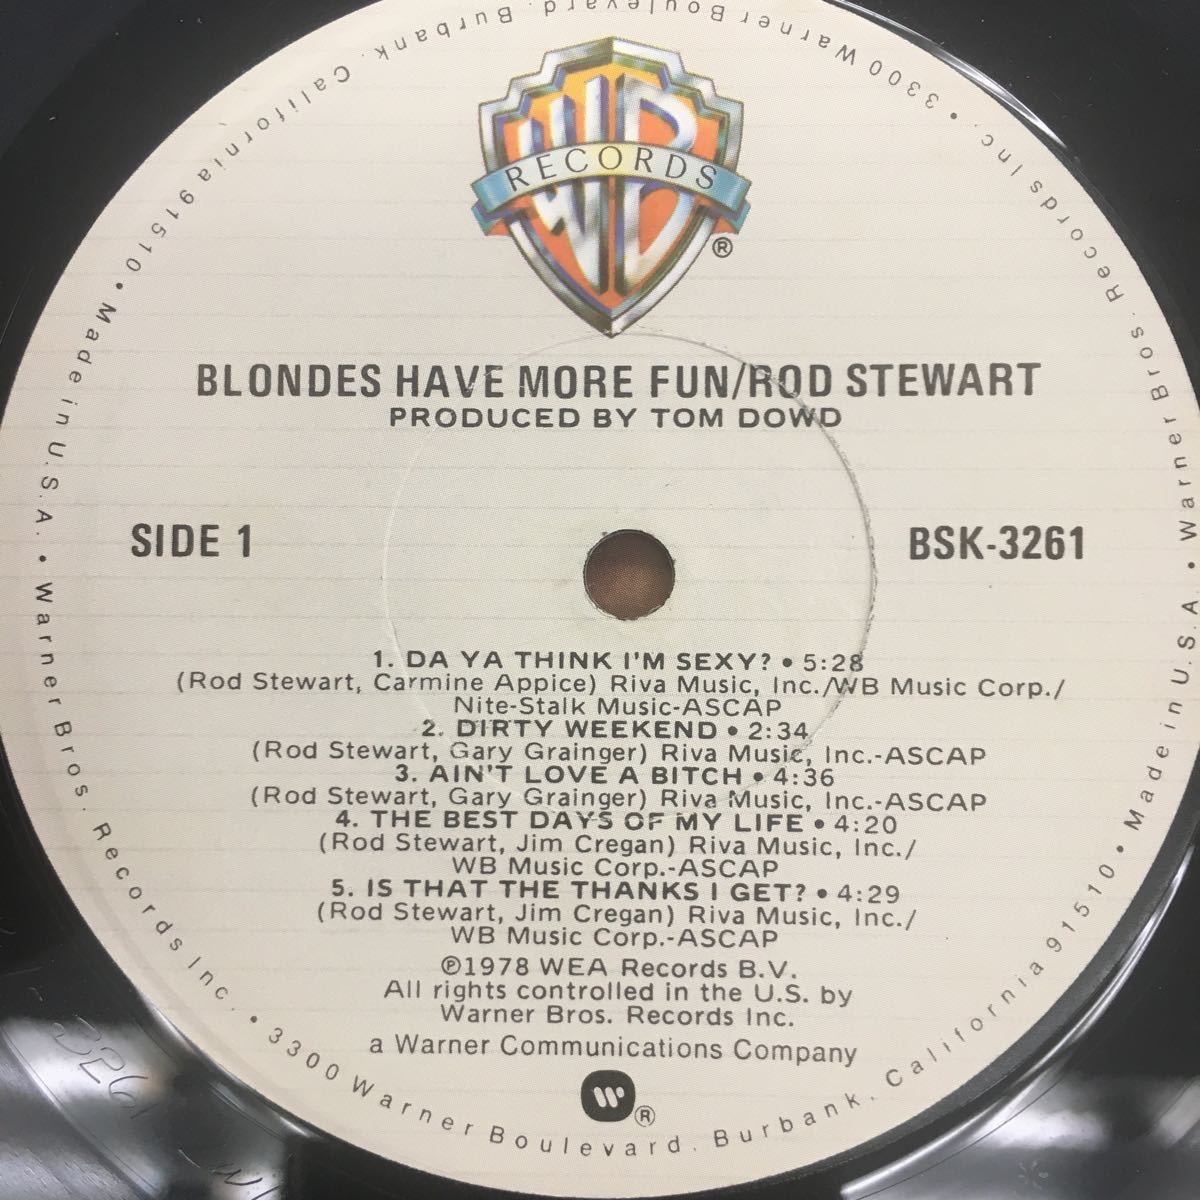 WB
RECORDS
®
BLONDES HAVE MORE FUN/ROD STEWART
PRODUCED BY TOM DOWD
SIDE 1
BSK-3261
1. DA YA THINK I'M SEXY? • 5:28
(Rod Stewart, Carmine Appice) Riva Music, Inc./WB Music Corp./
Nite-Stalk Music-ASCAP
2. DIRTY WEEKEND • 2:34
(Rod Stewart, Gary Grainger) Riva Music, Inc.-ASCAP
3. AIN'T LOVE A BITCH • 4:36
(Rod Stewart, Gary Grainger) Riva Music, Inc.-ASCAP
4. THE BEST DAYS OF MY LIFE • 4:20
(Rod Stewart, Jim Cregan) Riva Music, Inc./
WB Music Corp.-ASCAP
5. IS THAT THE THANKS I GET? • 4:29
(Rod Stewart, Jim Cregan) Riva Music, Inc./
WB Music Corp.-ASCAP
℗1978 WEA Records B.V.
All rights controlled in the U.S. by
Warner Bros. Records Inc.
a Warner Communications Company
®
Made in U.S.A. • Warner Bros. Records Inc. • 3300 Warner Boulevard, Burbank, California 91510 • Made in U.S.A. • Warner Bros. Records Inc. • 3300 Warner Boulevard, Burbank, California 91510 •
3261